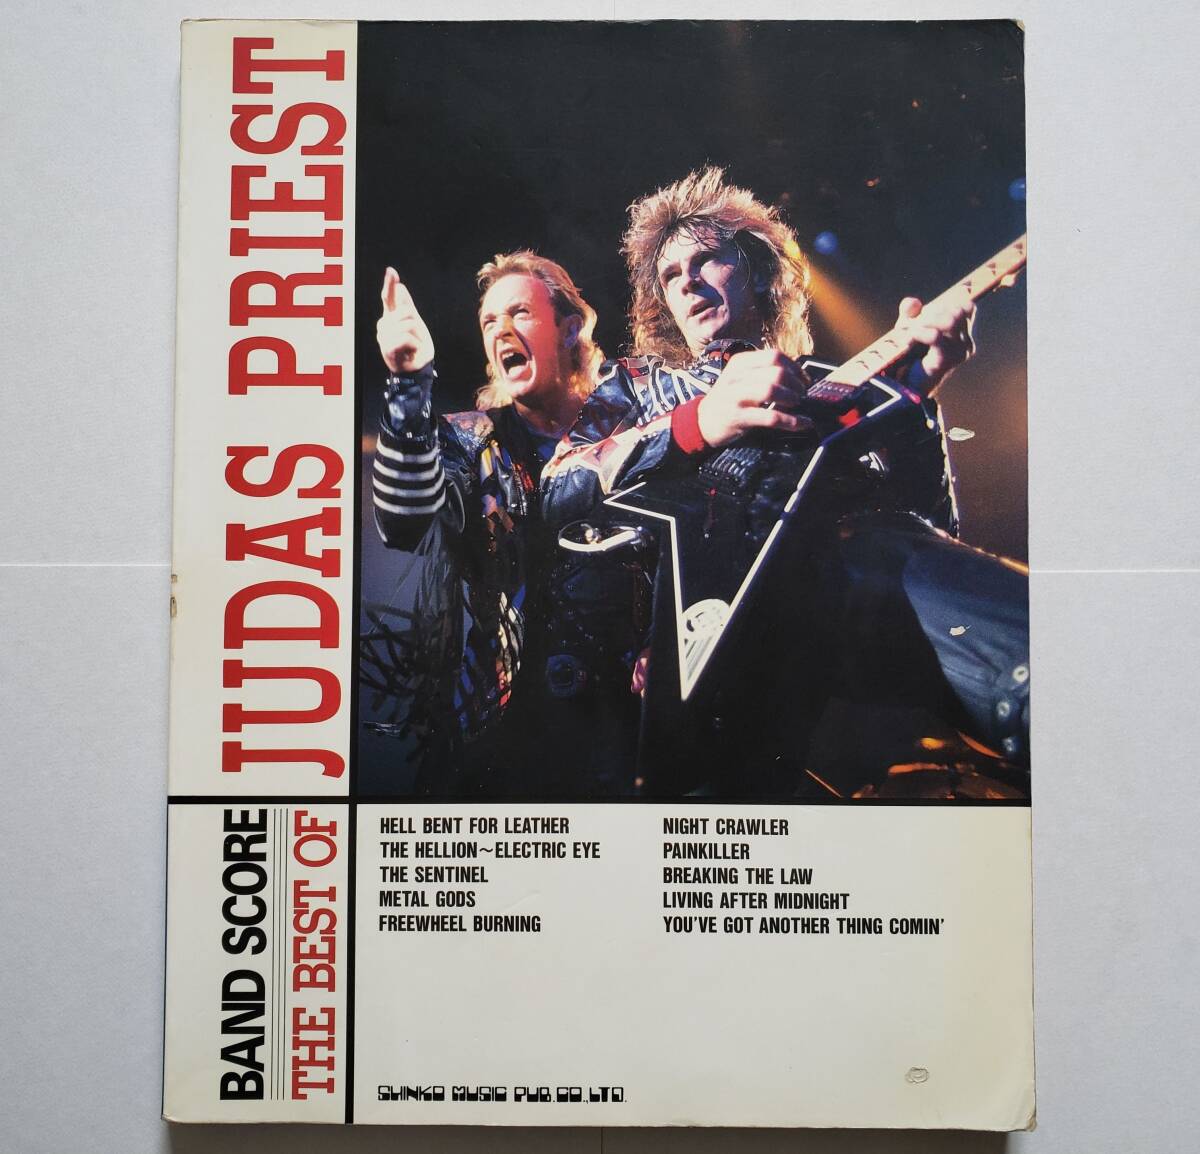 JUDAS PRIEST
BAND SCORE
THE BEST OF
HELL BENT FOR LEATHER
THE HELLION~ELECTRIC EYE
THE SENTINEL
METAL GODS
FREEWHEEL BURNING
NIGHT CRAWLER
PAINKILLER
BREAKING THE LAW
LIVING AFTER MIDNIGHT
YOU'VE GOT ANOTHER THING COMIN'
SHINKO MUSIC PUB.CO.,LTD.